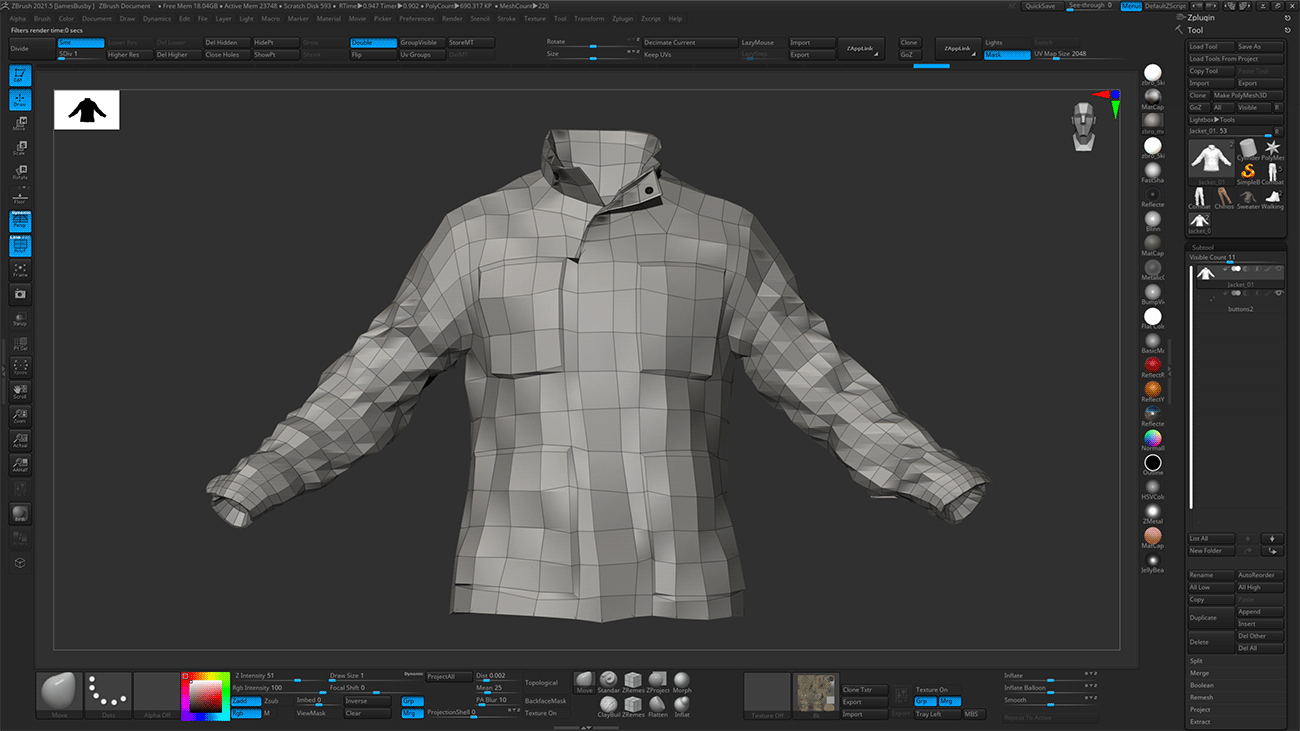 ZBrush 2021.5 [JamesBusby] ZBrush Document • Free Mem 18.04GB • Active Mem 23748 • Scratch Disk 593 • RTime▶0.947 Timer▶0.902 • PolyCount▶690.317 KP • MeshCount▶226
AC QuickSave See-through 0 Menus DefaultZScript
Alpha Brush Color Document Draw Dynamics Edit File Layer Light Macro Marker Material Movie Picker Preferences Render Stencil Stroke Texture Tool Transform Zplugin Zscript Help
Filters render time:0 secs
Divide
Smt
SDiv 1
Lower Res
Higher Res
Del Lower
Del Higher
Del Hidden
Close Holes
HidePt
ShowPt
Grow
Shrink
Double
Flip
GroupVisible
Uv Groups
StoreMT
DelMT
Rotate
Size
Decimate Current
Keep UVs
LazyMouse
Import
Export
ZAppLink
Clone
GoZ
ZAppLink
Lights
Mask
UV Map Size 2048
Edit
Draw
Move
Scale
Rotate
Floor
Dynamic
Persp
Frame
Transp
Scroll
Zoom
Actual
AAHalf
zbro_Ski
MatCap
zbro_mi
zbro_Ski
FastSha
Reflecte
Blinn
MatCap
MetalicC
BumpVi
Flat Colo
BasicMa
ReflectR
ReflectY
Reflecte
Normall
Outline
HSVColo
ZMetal
MatCap
JellyBea
Zplugin
Tool
Load Tool Save As
Load Tools From Project
Copy Tool Paste Tool
Import Export
Clone Make PolyMesh3D
GoZ All Visible R
Lightbox▶Tools
Jacket_01. 53 R
Jacket_01
Cylinder PolyMes
SimpleB Combat
Combat Chinos Sweater Walking
Jacket_0
Subtool
Visible Count 11
Jacket_01
buttons2
List All
New Folder
Rename AutoReorder
All Low All High
Copy Paste
Duplicate Append
Insert
Delete Del Other
Del All
Split
Merge
Boolean
Remesh
Project
Extract
Move
Dots
Alpha Off
Z Intensity 51
Rgb Intensity 100
Zadd Zsub
Rgb M
Draw Size 1 Dynamic
Focal Shift 0
Imbed 0 Inverse
ViewMask Clear
Grp
Mrg
ProjectAll
ProjectionShell 0
Dist 0.002
Mean 25
PA Blur 10
Topological
BackfaceMask
Texture On
Move Standar ZRemes ZProject Morph
ClayBuil ZRemes Flatten Inflat
Texture Off
Clone Txtr
Export
Import
Export
Texture On
Grp Mrg
Tray Left MBS
Inflate
Inflate Balloon
Smooth
Repeat To Active